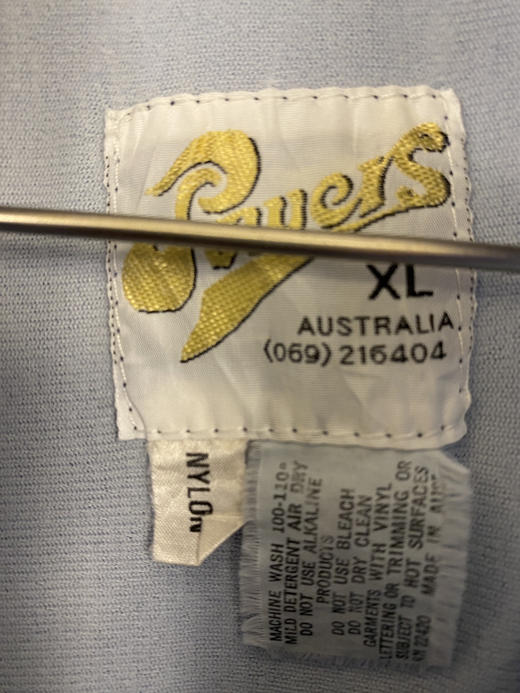 XL
AUSTRALIA.
(069) 216404
NYLON
MACHINE WASH 100-110°
MILD DETERGENT AIR DRY
DO NOT USE ALKALINE
PRODUCTS
DO NOT USE BLEACH
DO NOT DRY CLEAN
GARMENTS WITH VINYL
LETTERING OR TRIMMING OR
SUBJECT TO HOT SURFACES
MADE IN